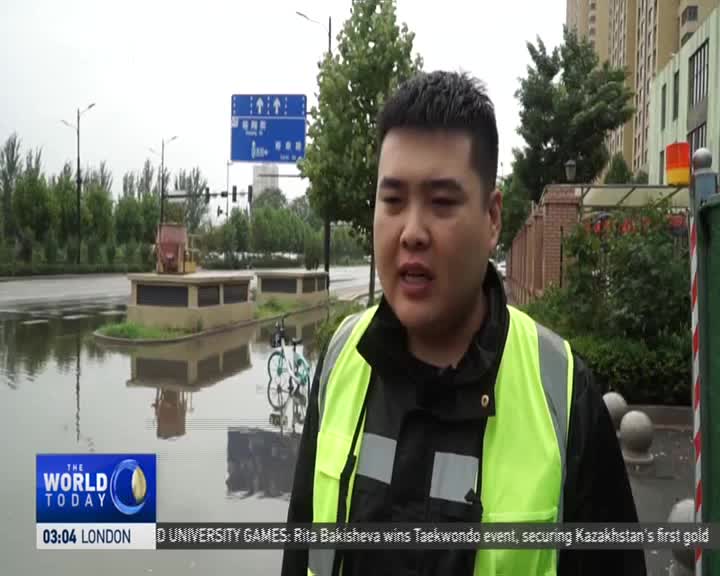 THE
WORLD
TODAY
03:04 LONDON
D UNIVERSITY GAMES: Rita Bakisheva wins Taekwondo event, securing Kazakhstan's first gold